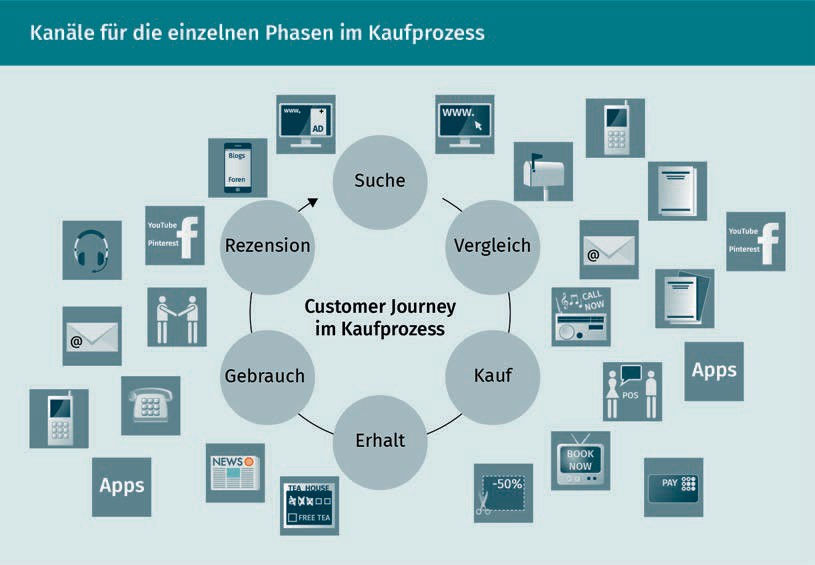 Kanäle für die einzelnen Phasen im Kaufprozess
www.
AD
WWW.
Blogs
Foren
Suche
YouTube
Pinterest
Rezension
Vergleich
@
YouTube
Pinterest
Customer Journey
im Kaufprozess
CALL
NOW
@
Gebrauch
Kauf
POS
Apps
Erhalt
Apps
NEWS
TEA HOUSE
FREE TEA
-50%
BOOK
NOW
PAY